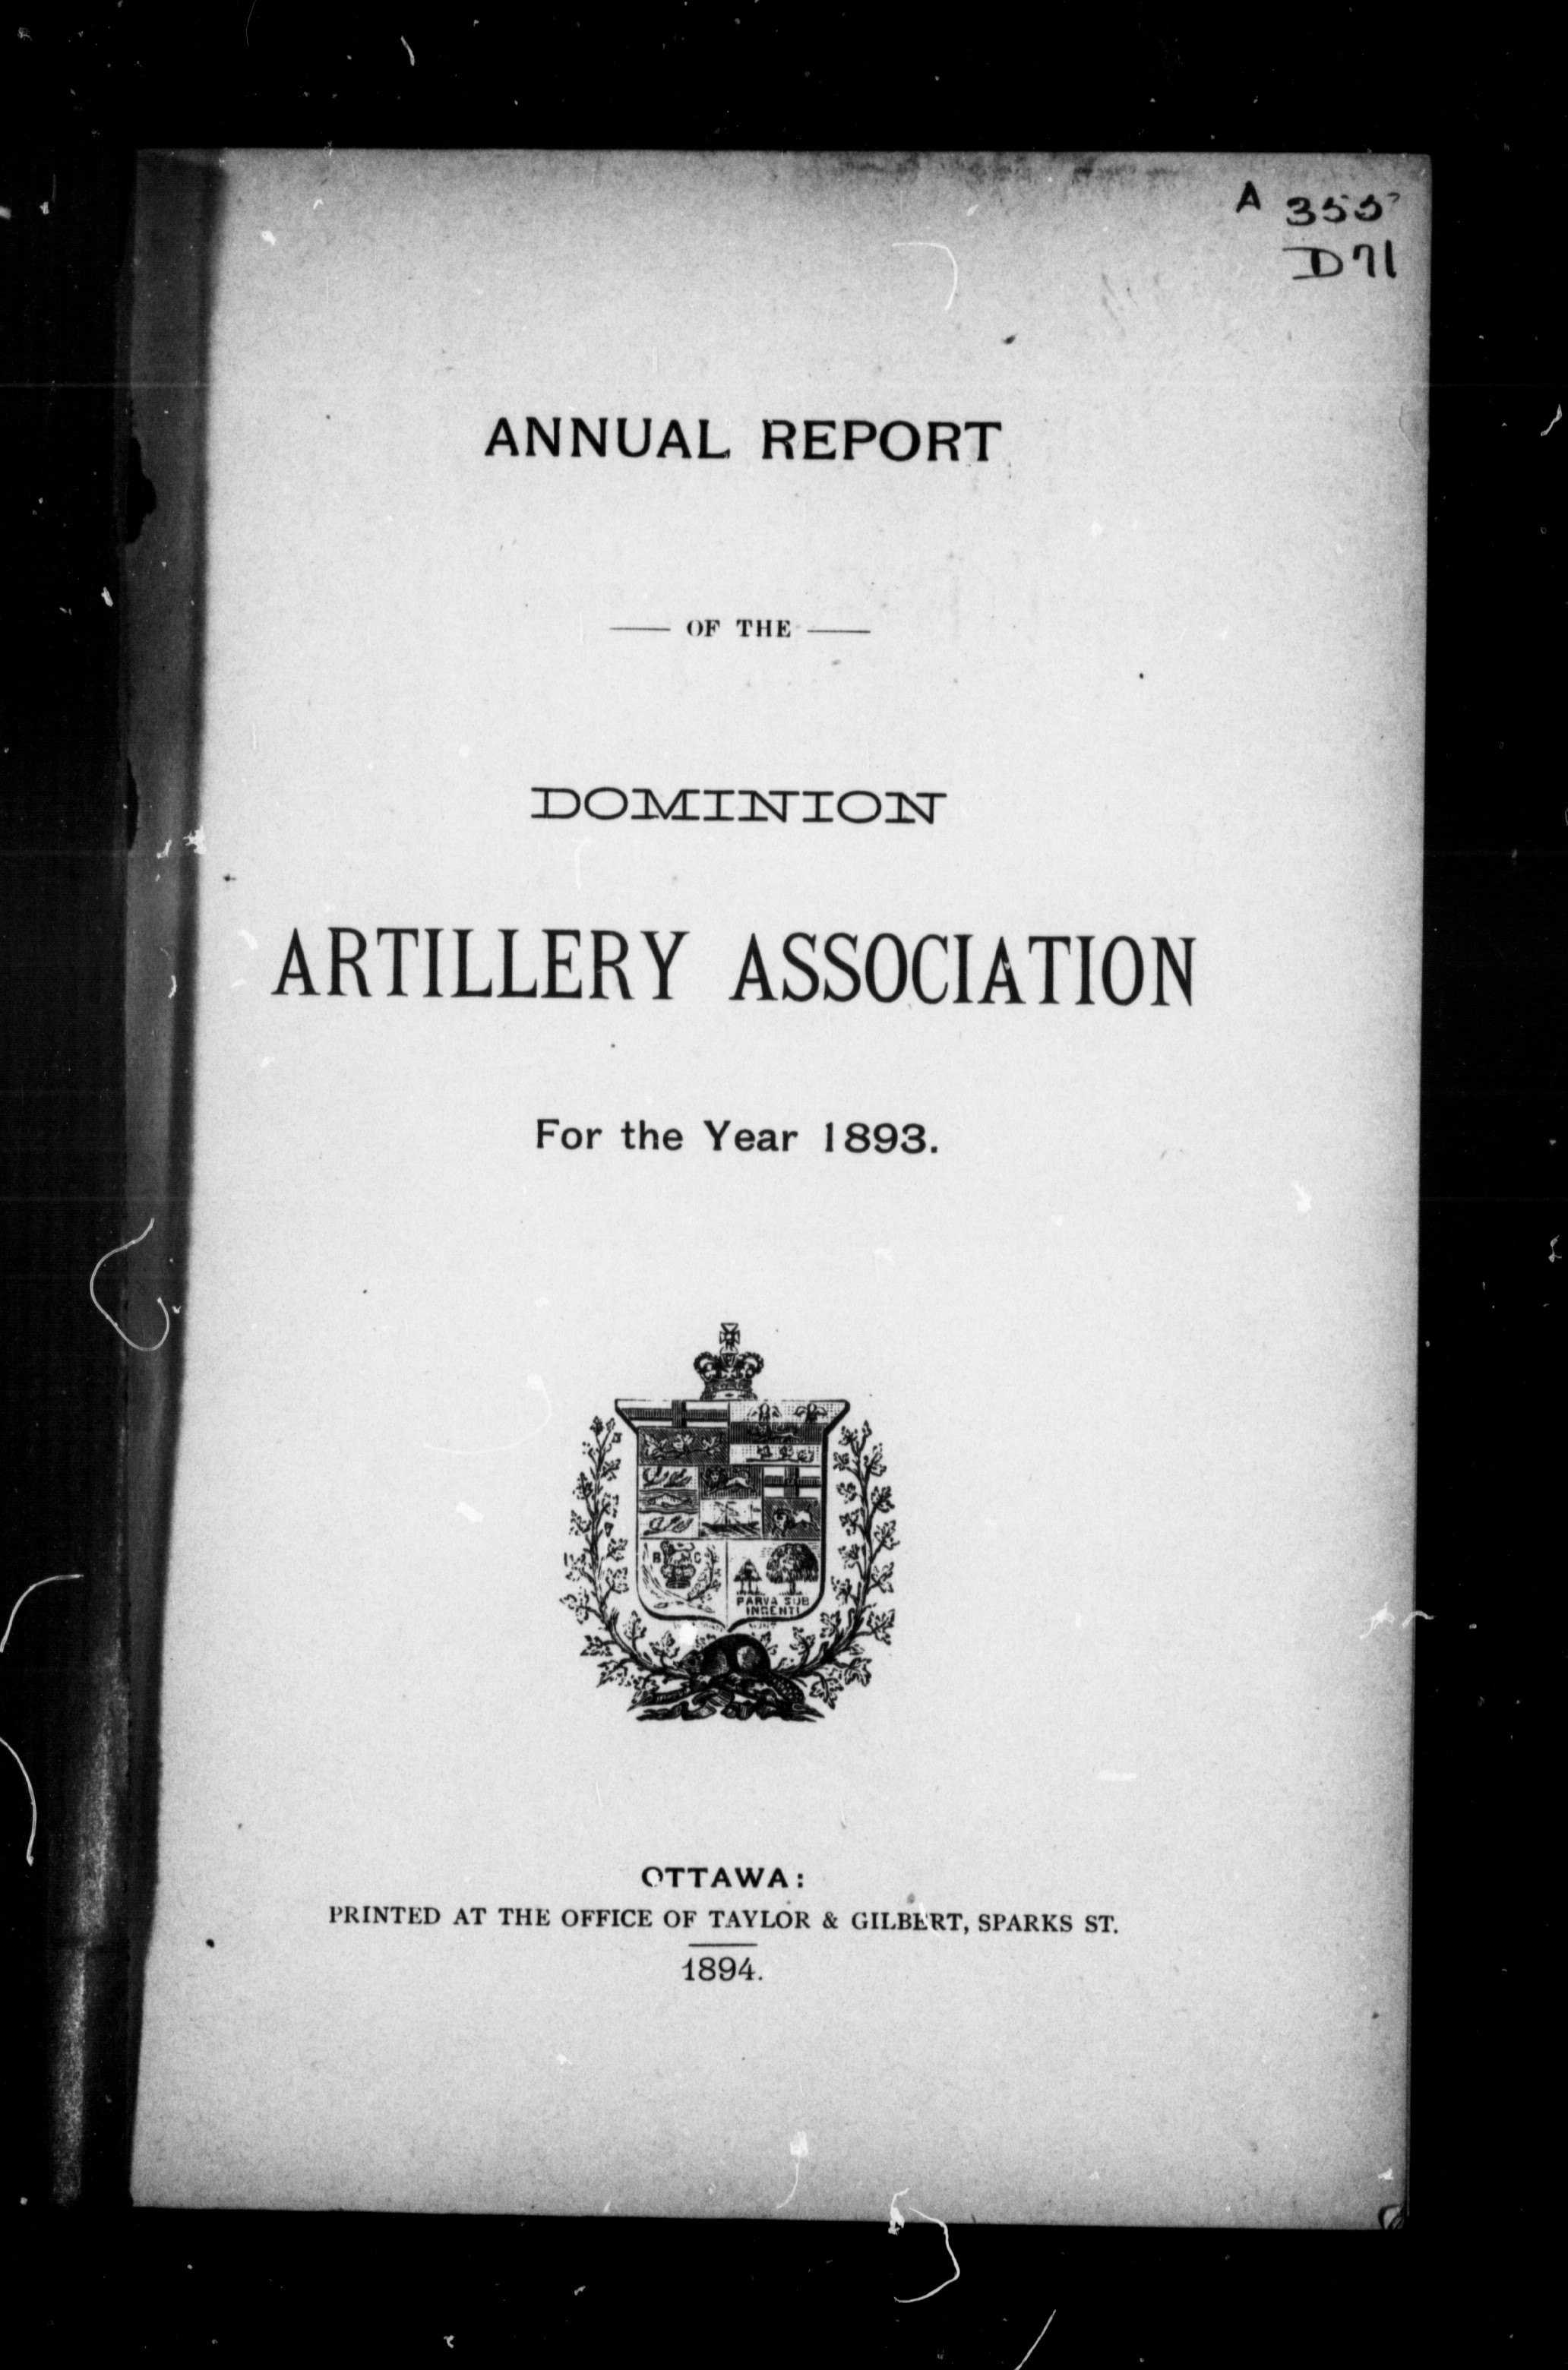 A 355
D71
ANNUAL REPORT
OF THE
DOMINION
ARTILLERY ASSOCIATION
For the Year 1893.
B C
PARVA SUB
INGENTI
OTTAWA:
PRINTED AT THE OFFICE OF TAYLOR & GILBERT, SPARKS ST.
1894.